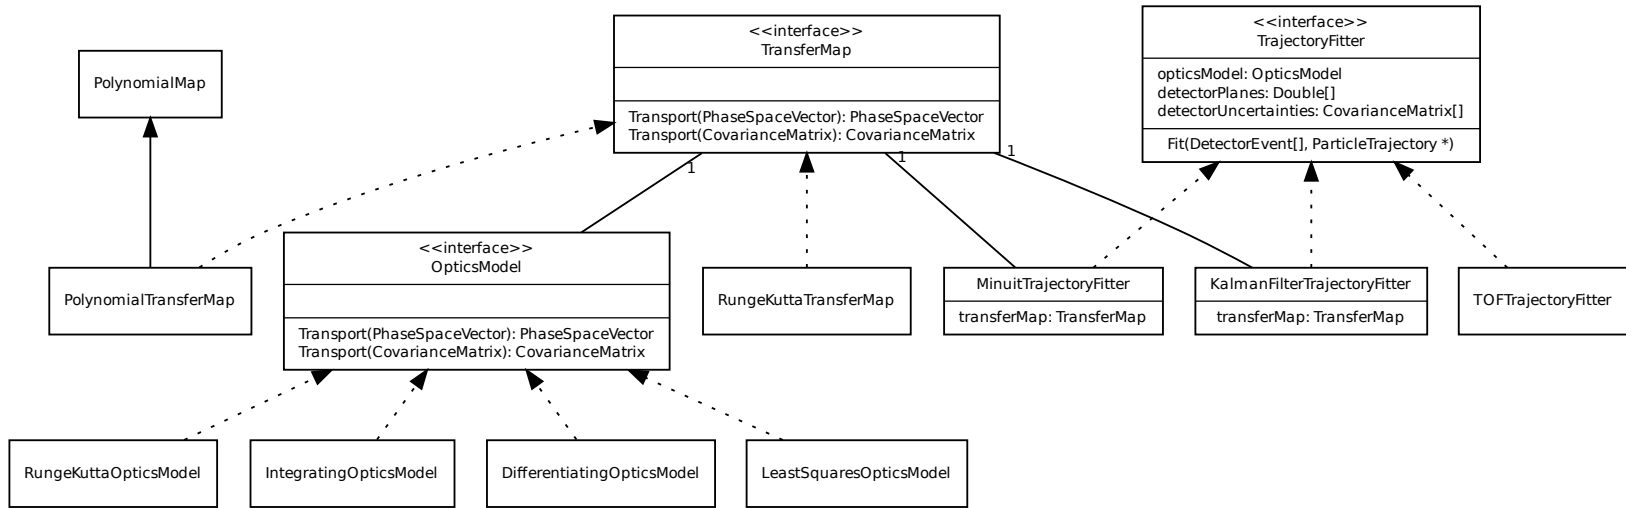 <<interface>>
TransferMap
Transport(PhaseSpaceVector): PhaseSpaceVector
Transport(CovarianceMatrix): CovarianceMatrix
<<interface>>
TrajectoryFitter
opticsModel: OpticsModel
detectorPlanes: Double[]
detectorUncertainties: CovarianceMatrix[]
Fit(DetectorEvent[], ParticleTrajectory *)
PolynomialMap
1
1
1
<<interface>>
OpticsModel
Transport(PhaseSpaceVector): PhaseSpaceVector
Transport(CovarianceMatrix): CovarianceMatrix
PolynomialTransferMap
RungeKuttaTransferMap
MinuitTrajectoryFitter
transferMap: TransferMap
KalmanFilterTrajectoryFitter
transferMap: TransferMap
TOFTrajectoryFitter
RungeKuttaOpticsModel
IntegratingOpticsModel
DifferentiatingOpticsModel
LeastSquaresOpticsModel